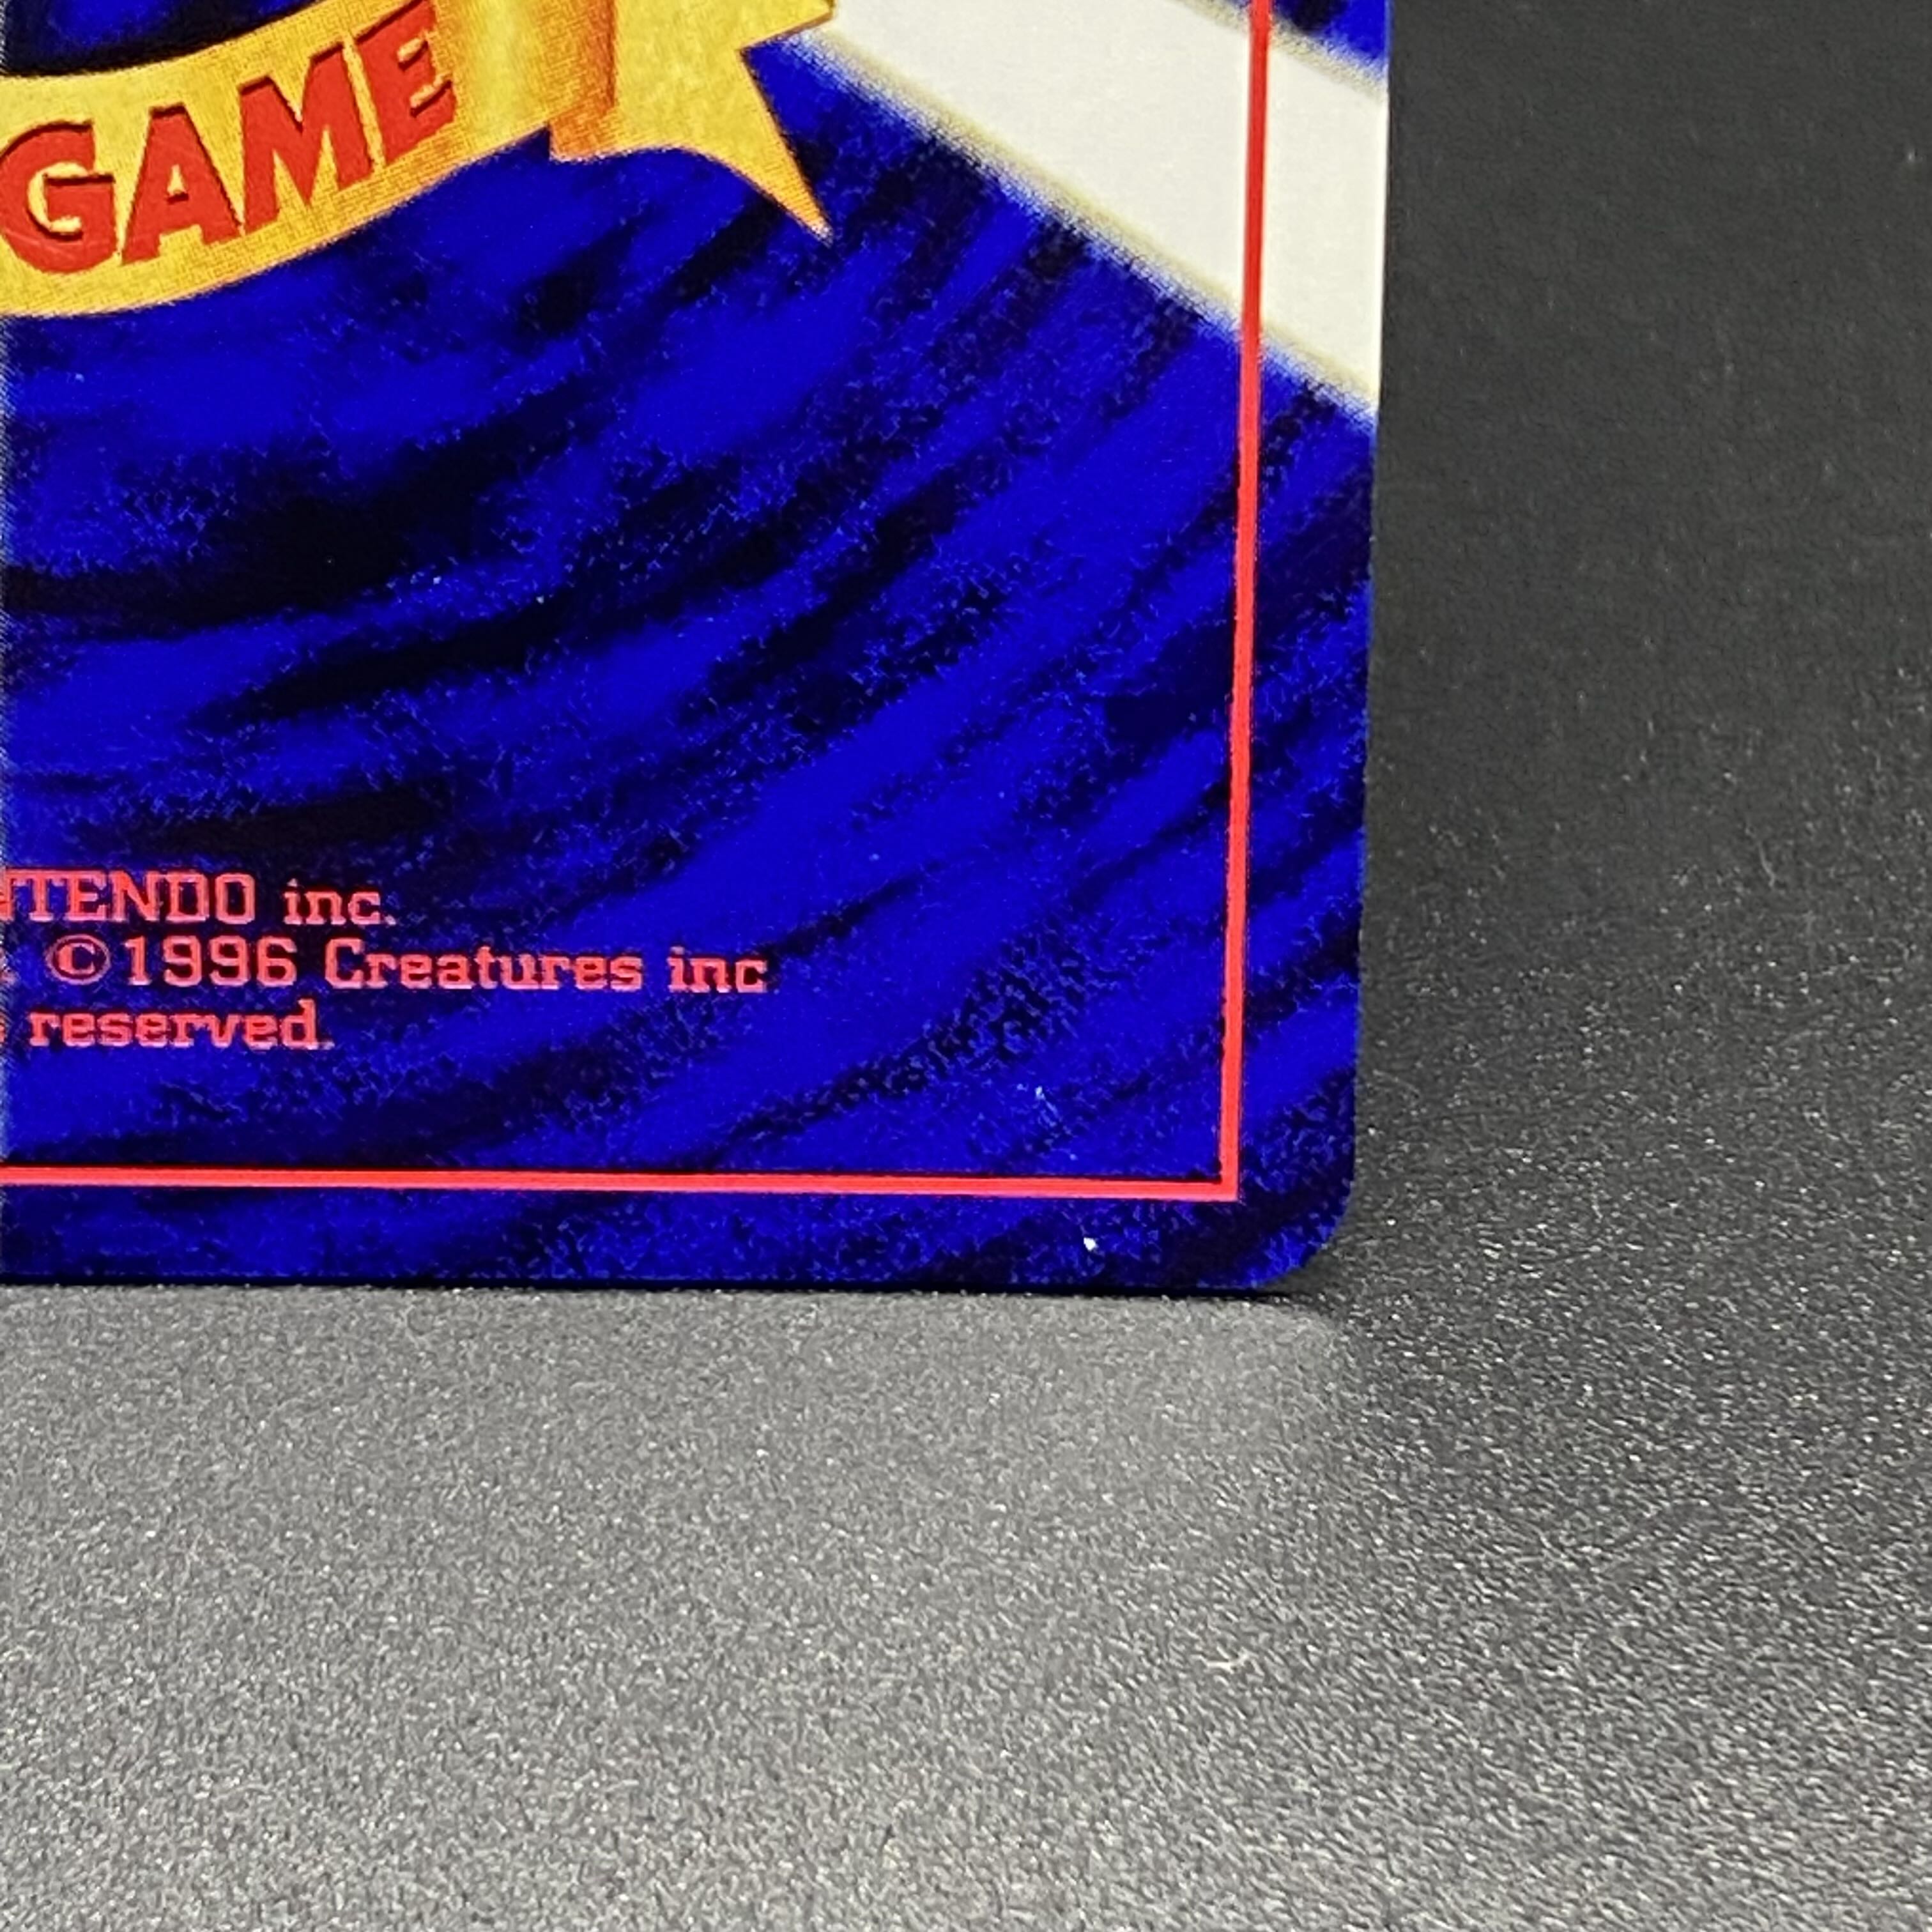 GAME
NTENDO inc.
©1996 Creatures inc
reserved.